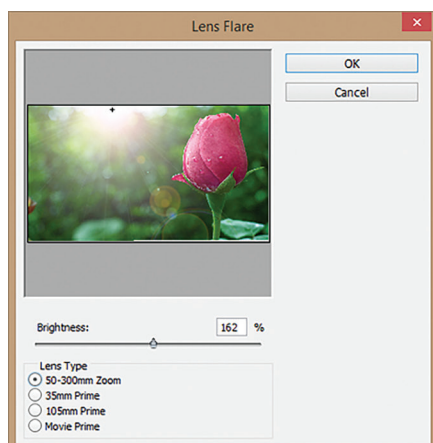 Lens Flare
OK
Cancel
Brightness: 162 %
Lens Type
50-300mm Zoom
35mm Prime
105mm Prime
Movie Prime